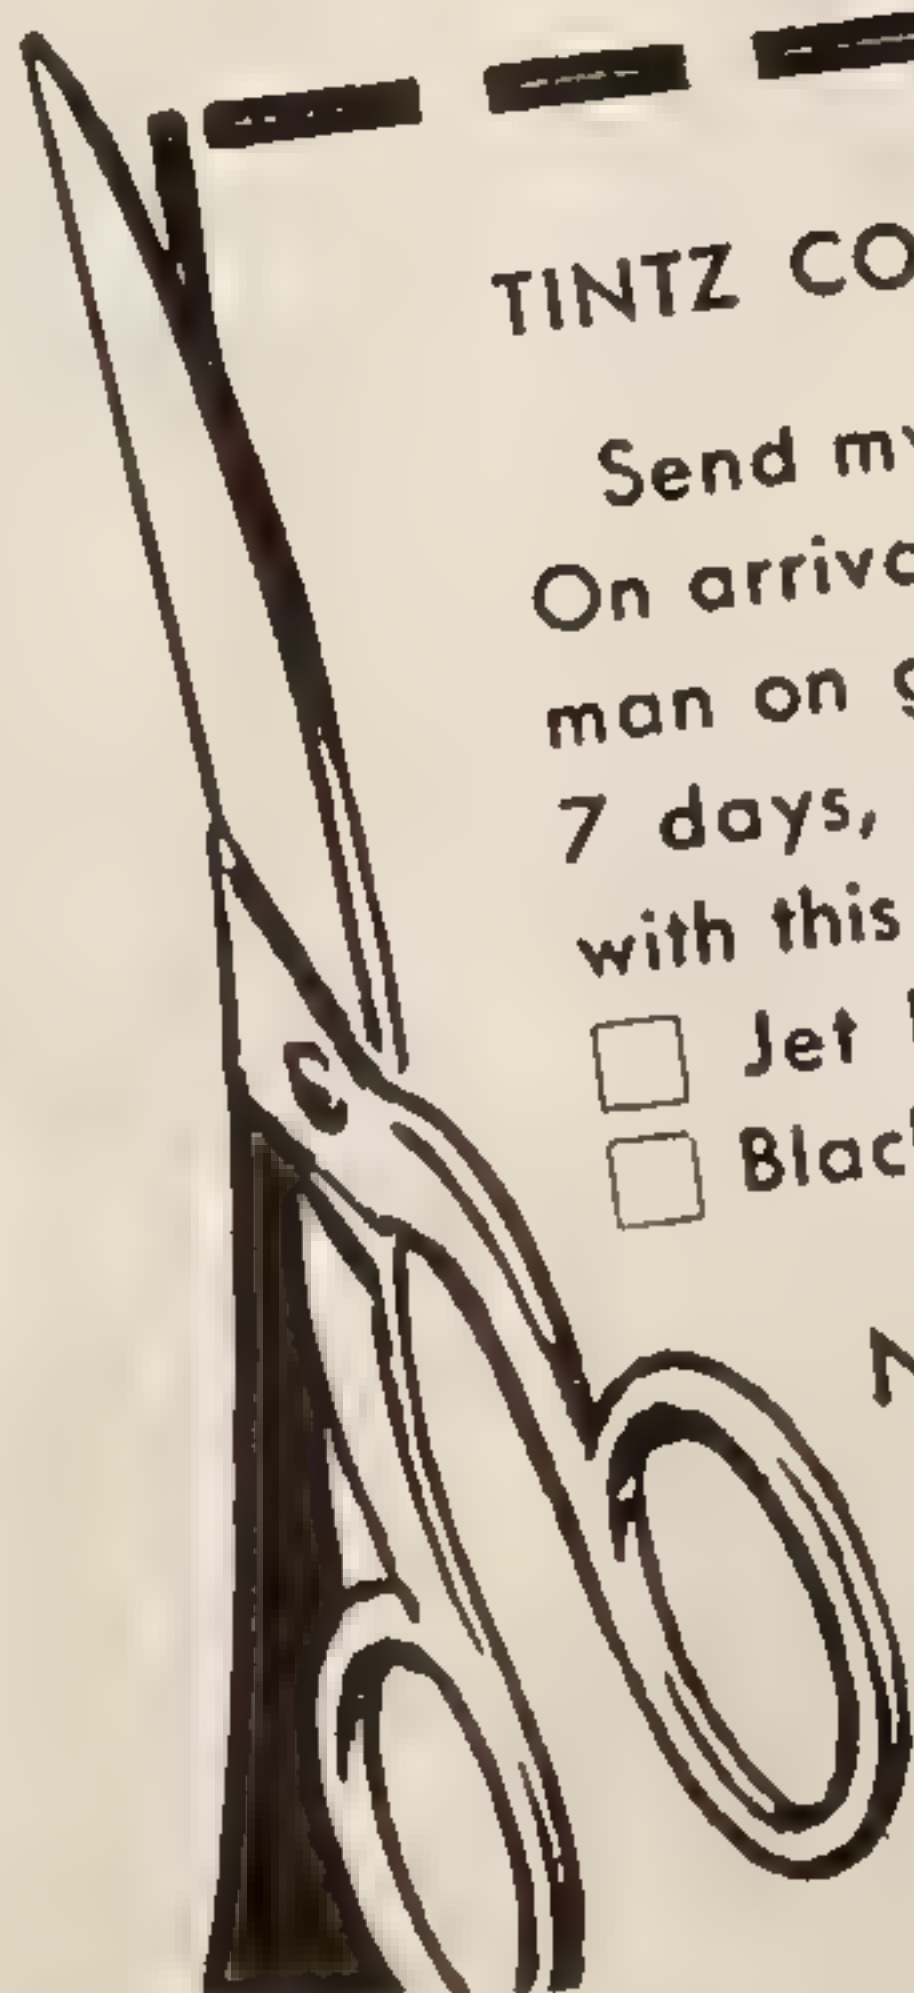 TINTZ CO
Send my
On arriva
man on g
7 days,
with this
Jet
Blac